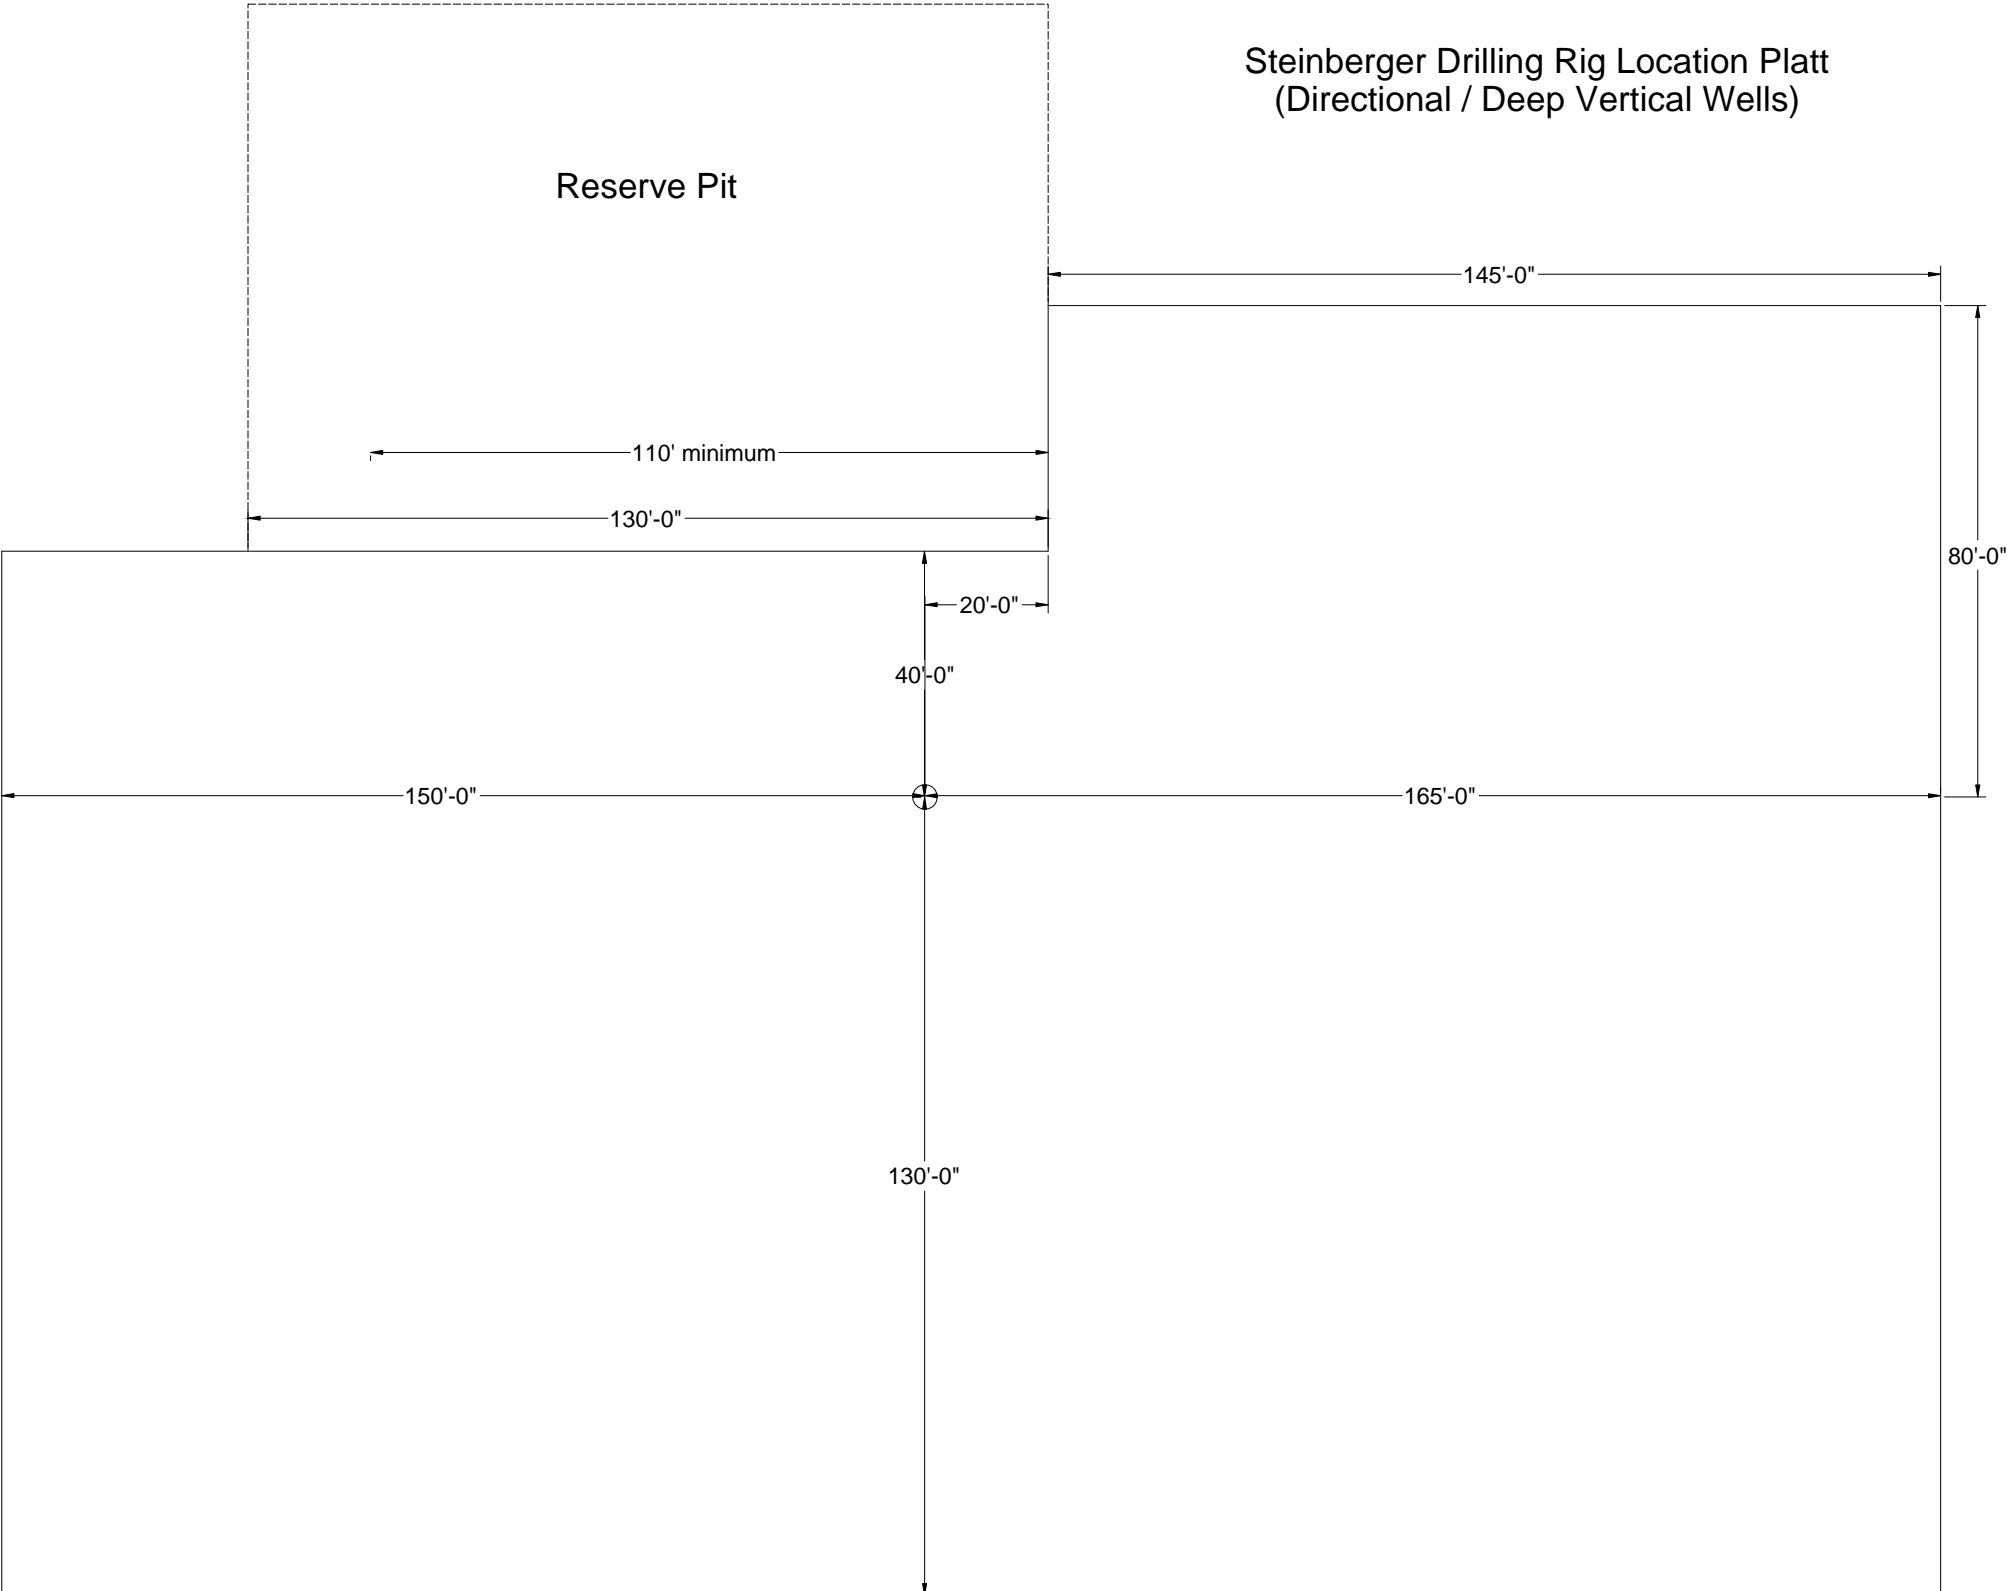 Steinberger Drilling Rig Location Platt
(Directional / Deep Vertical Wells)
Reserve Pit
145'-0"
110' minimum
130'-0"
80'-0"
20'-0"
40'-0"
150'-0"
165'-0"
130'-0"